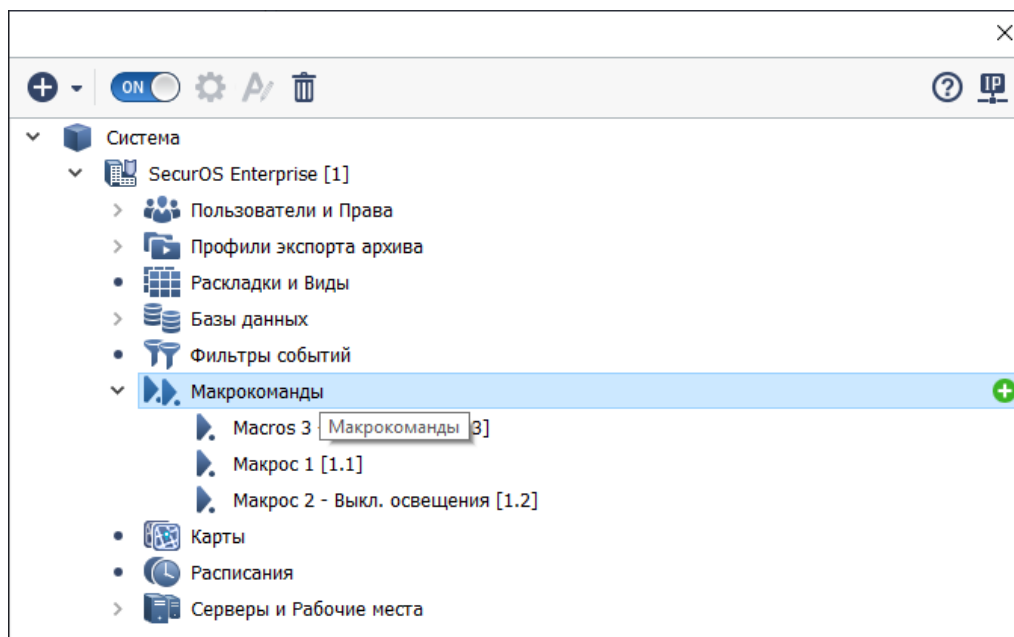 ON
IP
Система
SecurOS Enterprise [1]
Пользователи и Права
Профили экспорта архива
Раскладки и Виды
Базы данных
Фильтры событий
Макрокоманды
Macros 3 Макрокоманды 3]
Макрос 1 [1.1]
Макрос 2 - Выкл. освещения [1.2]
Карты
Расписания
Серверы и Рабочие места